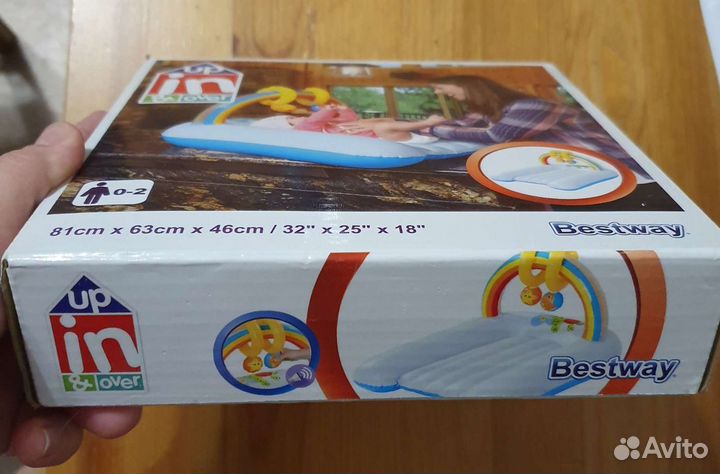 up
in
& over
0-2
81cm x 63cm x 46cm / 32" x 25" x 18"
Bestway
up
in
& over
Bestway
Avito